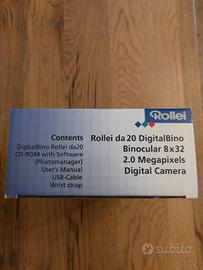 Rollei
Contents
DigitalBino Rollei da20
CD-ROM with Software
(Photomanager)
User's Manual
USB-Cable
Wrist strap
Rollei da20 DigitalBino
Binocular 8x32
2.0 Megapixels
Digital Camera
subito